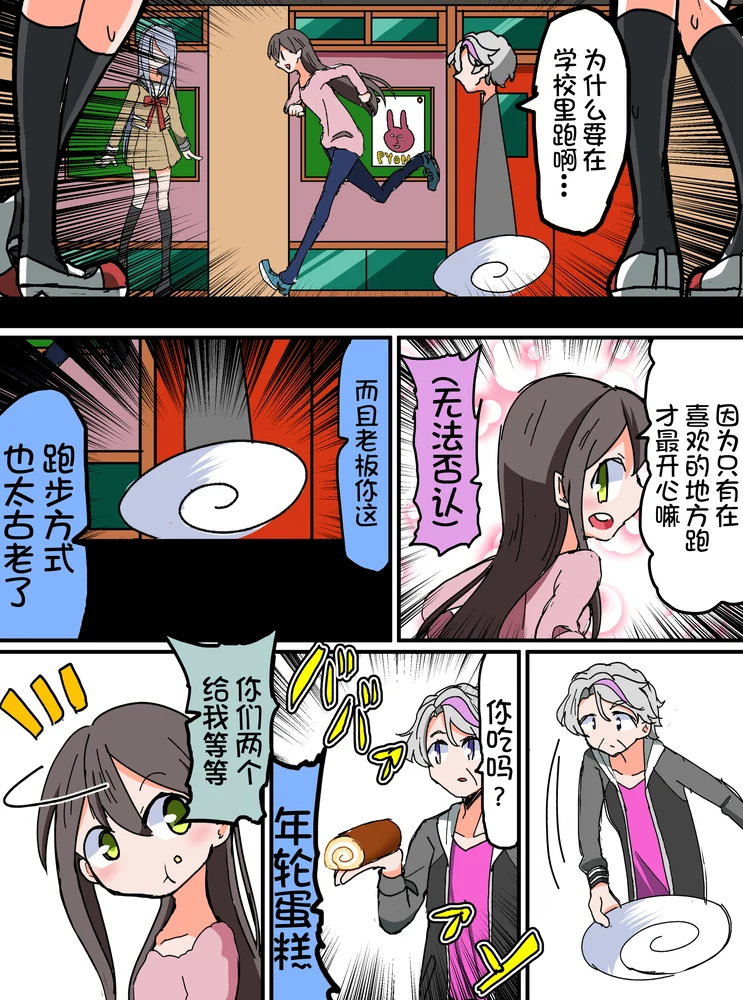 为什么要在
学校里跑啊…
PYON
因为只有在
喜欢的地方跑
才最开心嘛
(无法否认)
而且老板你这
跑步方式
也太古老了
你吃吗？
ババババッ
年轮蛋糕
你们两个
给我等等